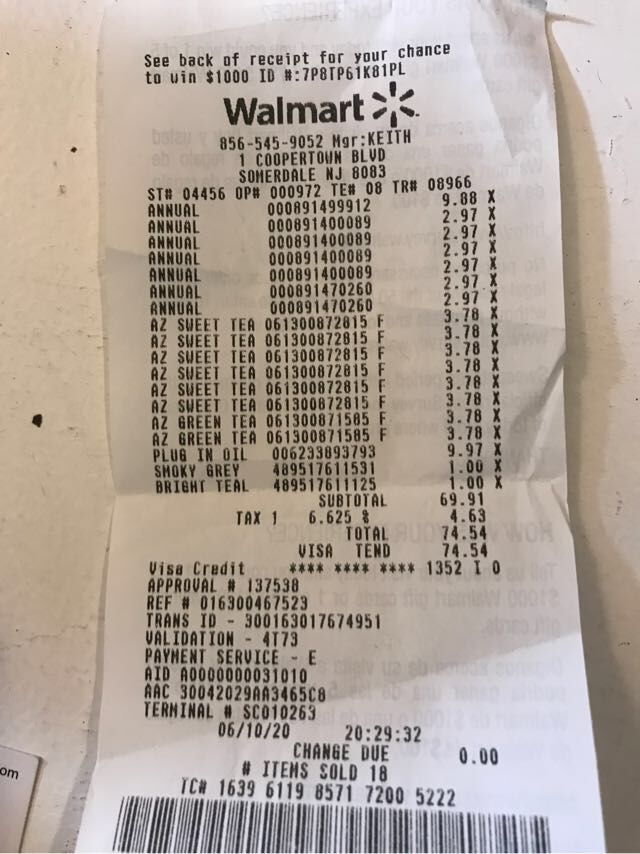 See back of receipt for your chance
to win $1000 ID #:7P8TP61K81PL
Walmart
856-545-9052 Mgr:KEITH
1 COOPERTOWN BLVD
SOMERDALE NJ 8083
ST# 04456 OP# 000972 TE# 08 TR# 08966
ANNUAL 000891499912 9.88 X
ANNUAL 000891400089 2.97 X
ANNUAL 000891400089 2.97 X
ANNUAL 000891400089 2.97 X
ANNUAL 000891400089 2.97 X
ANNUAL 000891470260 2.97 X
ANNUAL 000891470260 2.97 X
AZ SWEET TEA 061300872815 F 3.78 X
AZ SWEET TEA 061300872815 F 3.78 X
AZ SWEET TEA 061300872815 F 3.78 X
AZ SWEET TEA 061300872815 F 3.78 X
AZ SWEET TEA 061300872815 F 3.78 X
AZ SWEET TEA 061300872815 F 3.78 X
AZ GREEN TEA 061300871585 F 3.78 X
AZ GREEN TEA 061300871585 F 3.78 X
PLUG IN OIL 006233893793 9.97 X
SMOKY GREY 489517611531 1.00 X
BRIGHT TEAL 489517611125 1.00 X
SUBTOTAL 69.91
TAX 1 6.625 % 4.63
TOTAL 74.54
VISA TEND 74.54
Visa Credit **** **** **** 1352 I 0
APPROVAL # 137538
REF # 016300467523
TRANS ID - 300163017674951
VALIDATION - 4T73
PAYMENT SERVICE - E
AID A0000000031010
AAC 30042029AA3465C8
TERMINAL # SC010263
06/10/20 20:29:32
CHANGE DUE 0.00
# ITEMS SOLD 18
TC# 1639 6119 8571 7200 5222
om